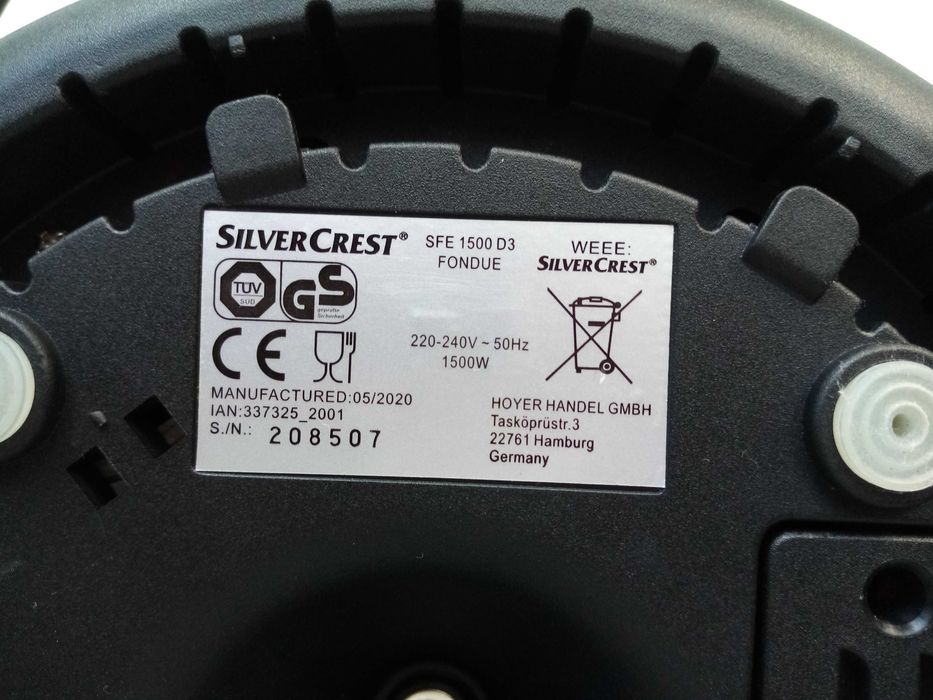 SILVERCREST®
SFE 1500 D3
FONDUE
WEEE:
SILVERCREST®
TÜV
SÜD
GS
geprüfte
Sicherheit
CE
220-240V ~ 50Hz
1500W
MANUFACTURED:05/2020
IAN:337325_2001
S./N.: 208507
HOYER HANDEL GMBH
Tasköprüstr.3
22761 Hamburg
Germany